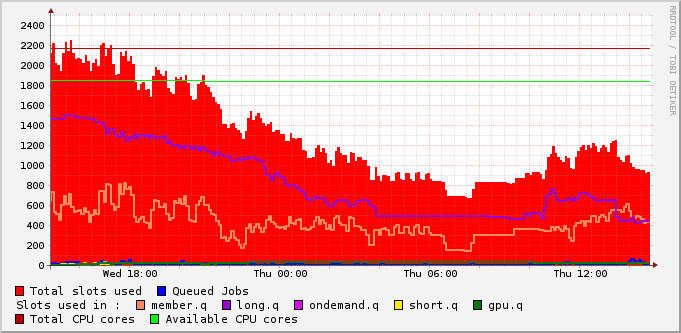 2400
2200
2000
1800
1600
1400
1200
1000
800
600
400
200
0
Wed 18:00 Thu 00:00 Thu 06:00 Thu 12:00
RRDTOOL / TOBI OETIKER
Total slots used Queued Jobs
Slots used in : member.q long.q ondemand.q short.q gpu.q
Total CPU cores Available CPU cores